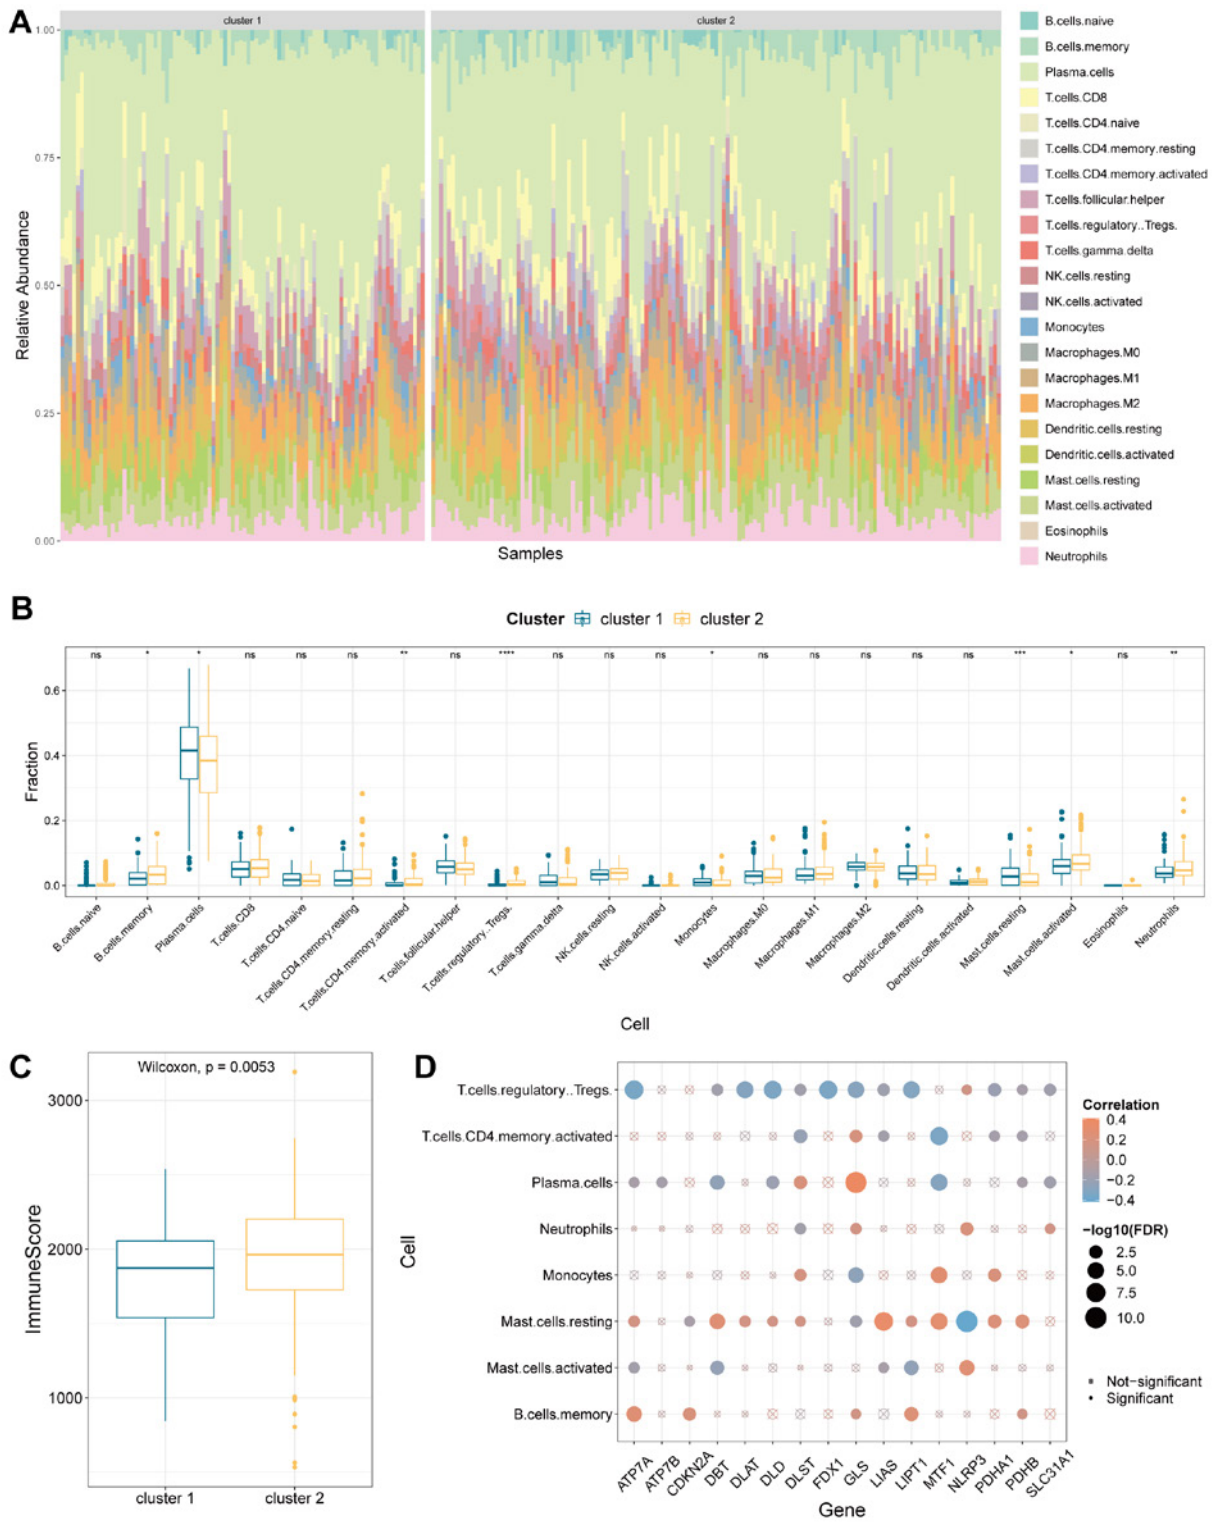 A
cluster 1
cluster 2
1.00
0.75
0.50
0.25
0.00
Relative Abundance
Samples
B.cells.naive
B.cells.memory
Plasma.cells
T.cells.CD8
T.cells.CD4.naive
T.cells.CD4.memory.resting
T.cells.CD4.memory.activated
T.cells.follicular.helper
T.cells.regulatory..Tregs.
T.cells.gamma.delta
NK.cells.resting
NK.cells.activated
Monocytes
Macrophages.M0
Macrophages.M1
Macrophages.M2
Dendritic.cells.resting
Dendritic.cells.activated
Mast.cells.resting
Mast.cells.activated
Eosinophils
Neutrophils
B
Cluster cluster 1 cluster 2
ns * * ns ns ns ** ns **** ns ns ns * ns ns ns ns ns *** * ns **
0.6
0.4
0.2
0.0
Fraction
B.cells.naive
B.cells.memory
Plasma.cells
T.cells.CD8
T.cells.CD4.naive
T.cells.CD4.memory.resting
T.cells.CD4.memory.activated
T.cells.follicular.helper
T.cells.regulatory..Tregs.
T.cells.gamma.delta
NK.cells.resting
NK.cells.activated
Monocytes
Macrophages.M0
Macrophages.M1
Macrophages.M2
Dendritic.cells.resting
Dendritic.cells.activated
Mast.cells.resting
Mast.cells.activated
Eosinophils
Neutrophils
Cell
C
Wilcoxon, p = 0.0053
3000
2000
1000
ImmuneScore
cluster 1
cluster 2
D
T.cells.regulatory..Tregs.
T.cells.CD4.memory.activated
Plasma.cells
Neutrophils
Monocytes
Mast.cells.resting
Mast.cells.activated
B.cells.memory
Cell
ATP7A
ATP7B
CDKN2A
DBT
DLAT
DLD
DLST
FDX1
GLS
LIAS
LIPT1
MTF1
NLRP3
PDHA1
PDHB
SLC31A1
Gene
Correlation
0.4
0.2
0.0
−0.2
−0.4
−log10(FDR)
2.5
5.0
7.5
10.0
Not−significant
Significant